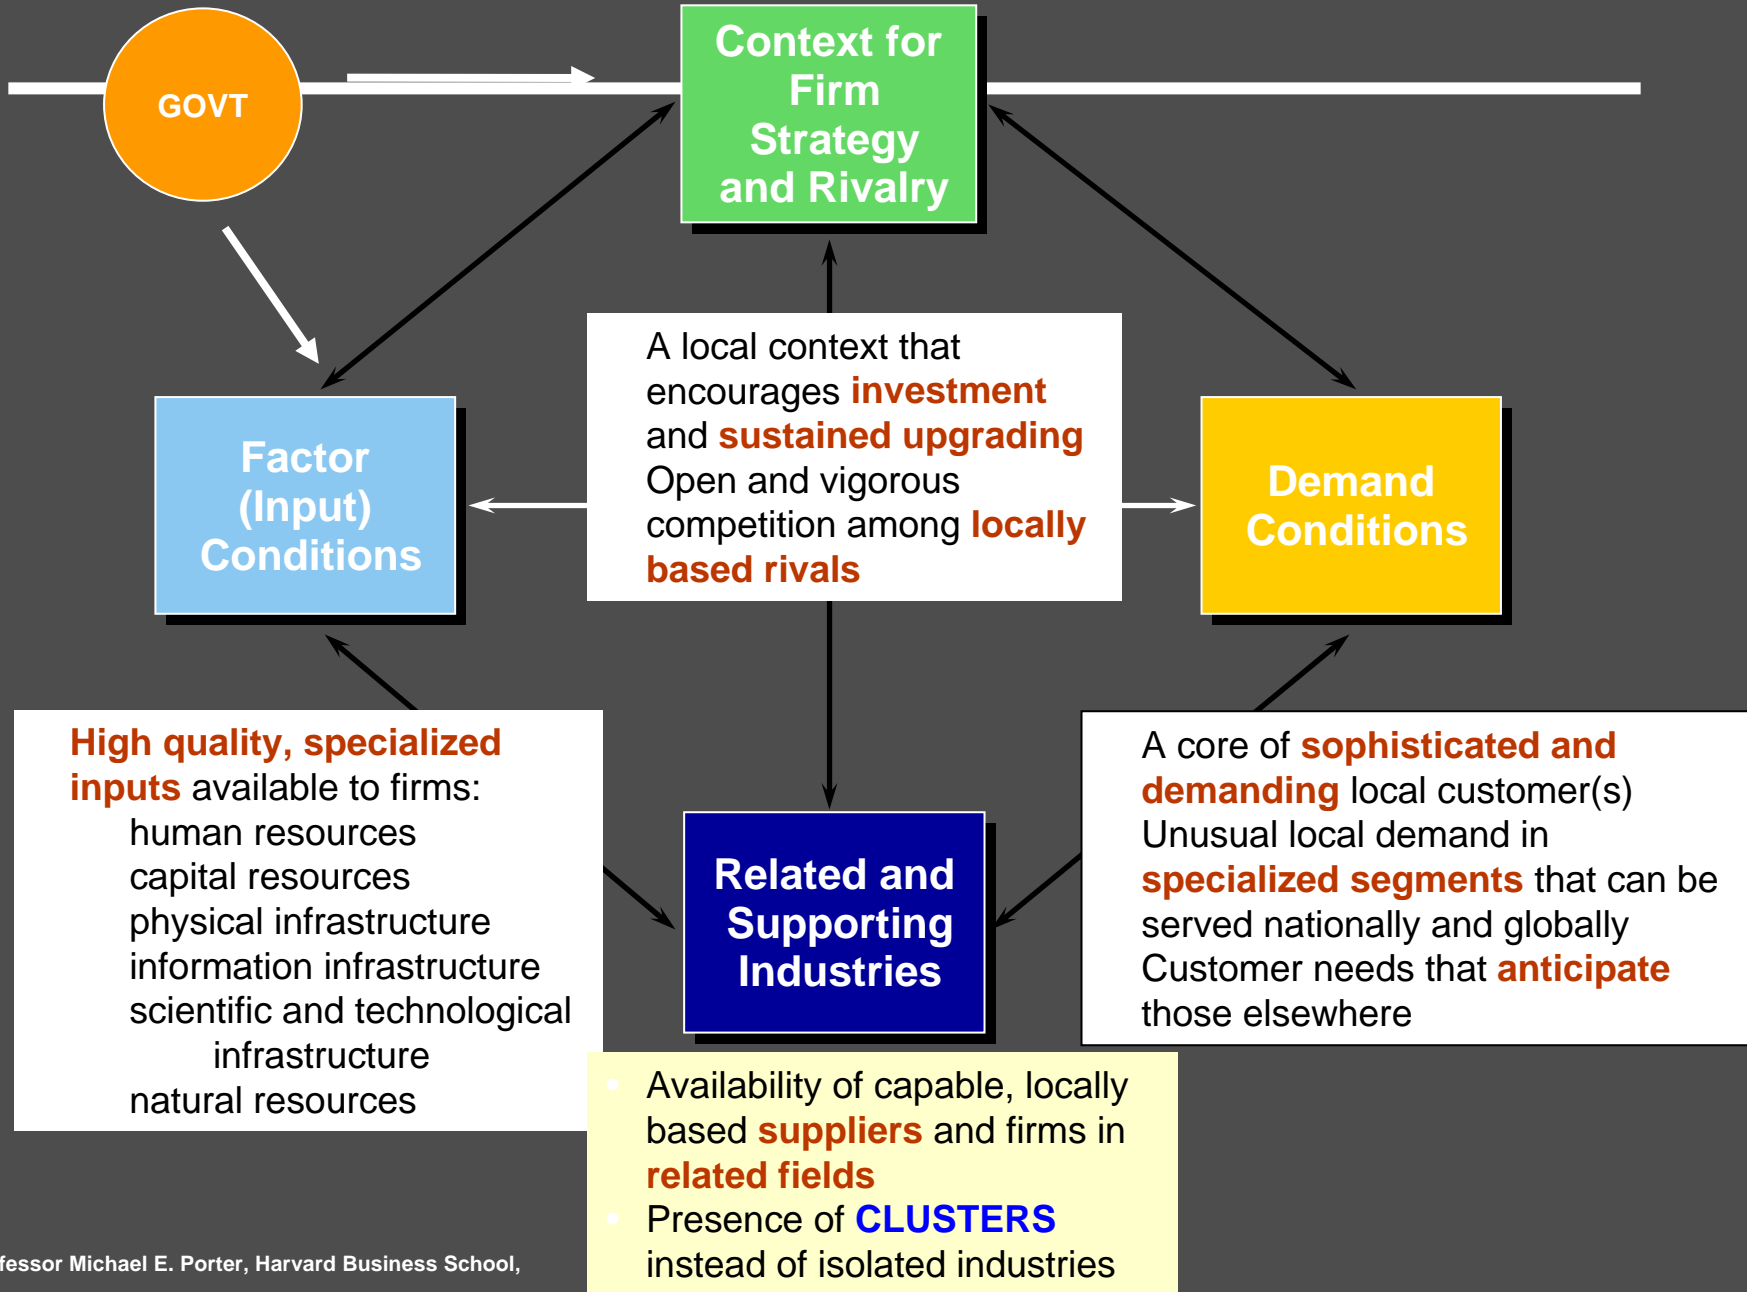 GOVT
Context for
Firm
Strategy
and Rivalry
A local context that
encourages investment
and sustained upgrading
Open and vigorous
competition among locally
based rivals
Factor
(Input)
Conditions
Demand
Conditions
High quality, specialized
inputs available to firms:
human resources
capital resources
physical infrastructure
information infrastructure
scientific and technological
infrastructure
natural resources
Related and
Supporting
Industries
A core of sophisticated and
demanding local customer(s)
Unusual local demand in
specialized segments that can be
served nationally and globally
Customer needs that anticipate
those elsewhere
• Availability of capable, locally
based suppliers and firms in
related fields
• Presence of CLUSTERS
instead of isolated industries
fessor Michael E. Porter, Harvard Business School,